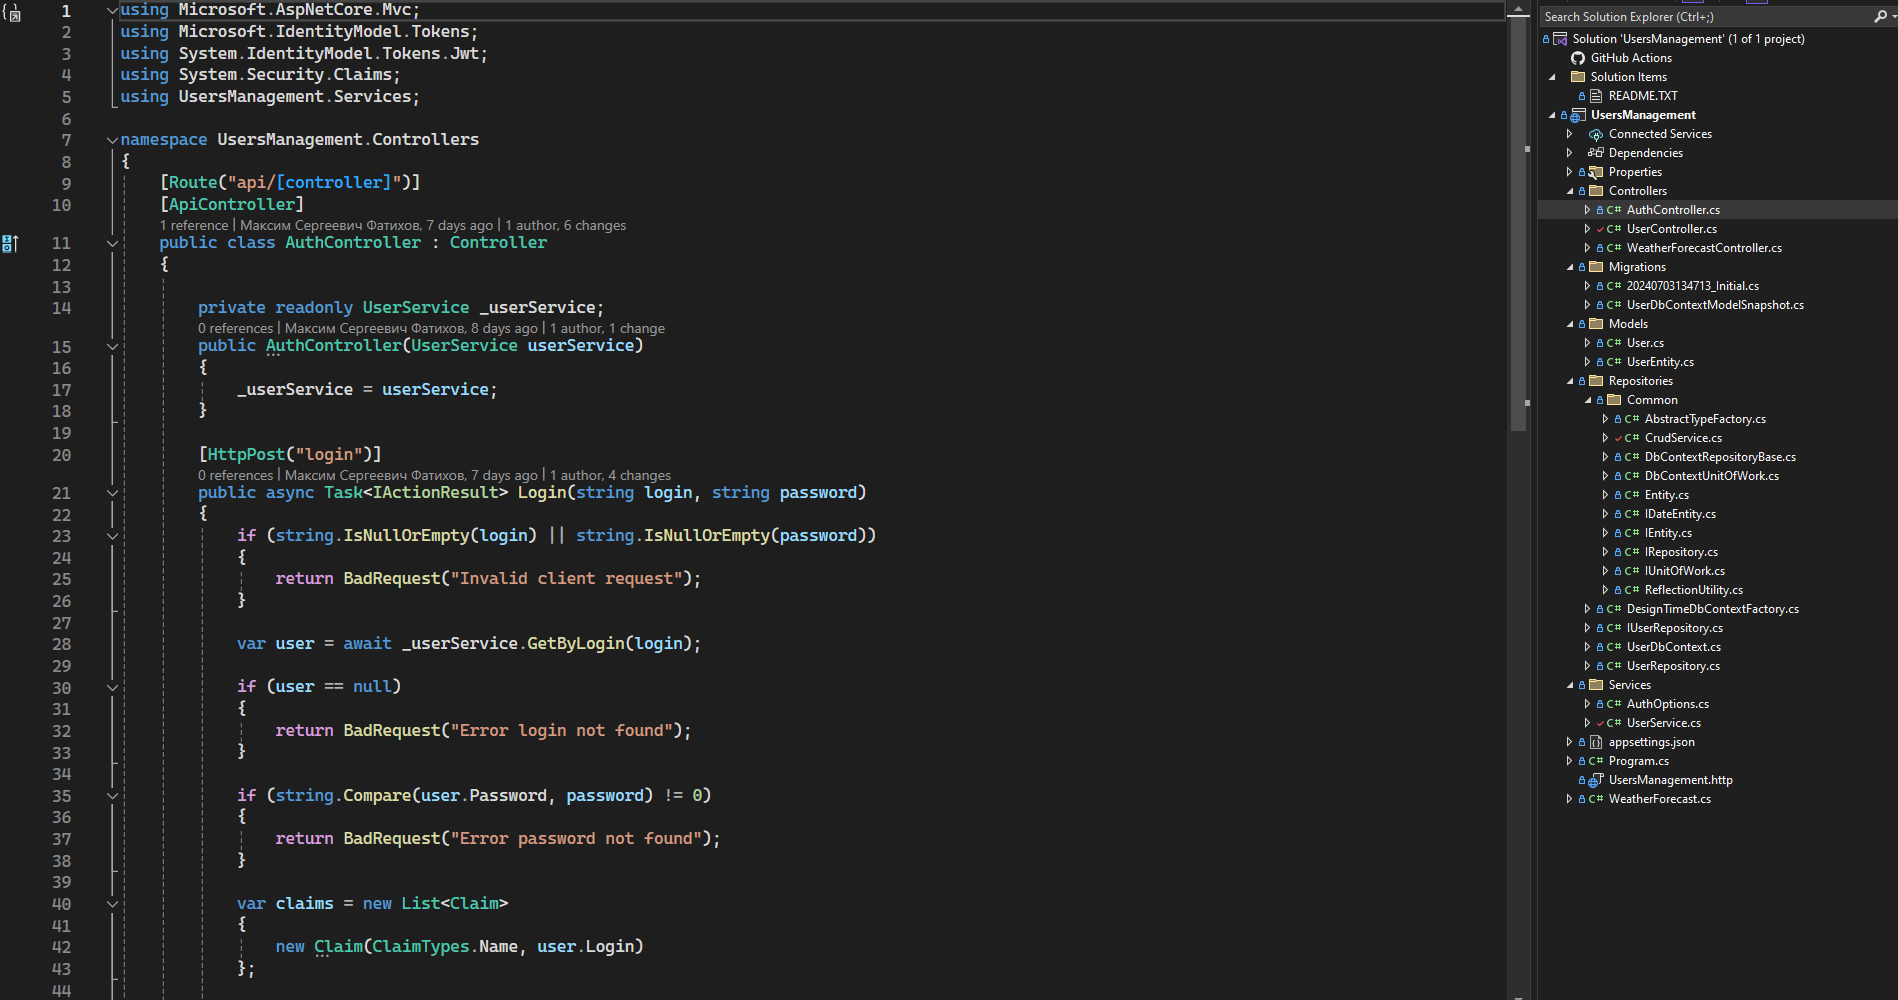 1 using Microsoft.AspNetCore.Mvc;
2 using Microsoft.IdentityModel.Tokens;
3 using System.IdentityModel.Tokens.Jwt;
4 using System.Security.Claims;
5 using UsersManagement.Services;
6
7 namespace UsersManagement.Controllers
8 {
9 [Route("api/[controller]")]
10 [ApiController]
1 reference | Максим Сергеевич Фатихов, 7 days ago | 1 author, 6 changes
11 public class AuthController : Controller
12 {
13
14 private readonly UserService _userService;
0 references | Максим Сергеевич Фатихов, 8 days ago | 1 author, 1 change
15 public AuthController(UserService userService)
16 {
17 _userService = userService;
18 }
19
20 [HttpPost("login")]
0 references | Максим Сергеевич Фатихов, 7 days ago | 1 author, 4 changes
21 public async Task<IActionResult> Login(string login, string password)
22 {
23 if (string.IsNullOrEmpty(login) || string.IsNullOrEmpty(password))
24 {
25 return BadRequest("Invalid client request");
26 }
27
28 var user = await _userService.GetByLogin(login);
29
30 if (user == null)
31 {
32 return BadRequest("Error login not found");
33 }
34
35 if (string.Compare(user.Password, password) != 0)
36 {
37 return BadRequest("Error password not found");
38 }
39
40 var claims = new List<Claim>
41 {
42 new Claim(ClaimTypes.Name, user.Login)
43 };
44
Search Solution Explorer (Ctrl+;)
Solution 'UsersManagement' (1 of 1 project)
GitHub Actions
Solution Items
README.TXT
UsersManagement
Connected Services
Dependencies
Properties
Controllers
C# AuthController.cs
C# UserController.cs
C# WeatherForecastController.cs
Migrations
C# 20240703134713_Initial.cs
C# UserDbContextModelSnapshot.cs
Models
C# User.cs
C# UserEntity.cs
Repositories
Common
C# AbstractTypeFactory.cs
C# CrudService.cs
C# DbContextRepositoryBase.cs
C# DbContextUnitOfWork.cs
C# Entity.cs
C# IDateEntity.cs
C# IEntity.cs
C# IRepository.cs
C# IUnitOfWork.cs
C# ReflectionUtility.cs
C# DesignTimeDbContextFactory.cs
C# IUserRepository.cs
C# UserDbContext.cs
C# UserRepository.cs
Services
C# AuthOptions.cs
C# UserService.cs
appsettings.json
C# Program.cs
UsersManagement.http
C# WeatherForecast.cs